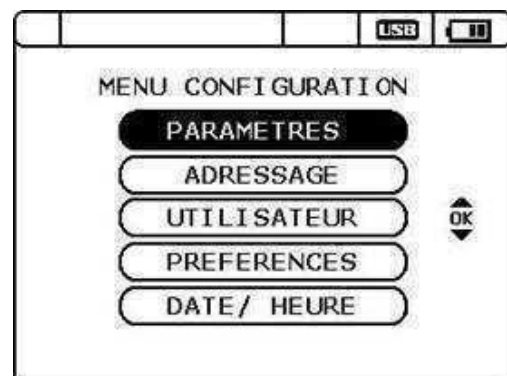 USB
MENU CONFIGURATION
PARAMETRES
ADRESSAGE
UTILISATEUR
OK
PREFERENCES
DATE/ HEURE